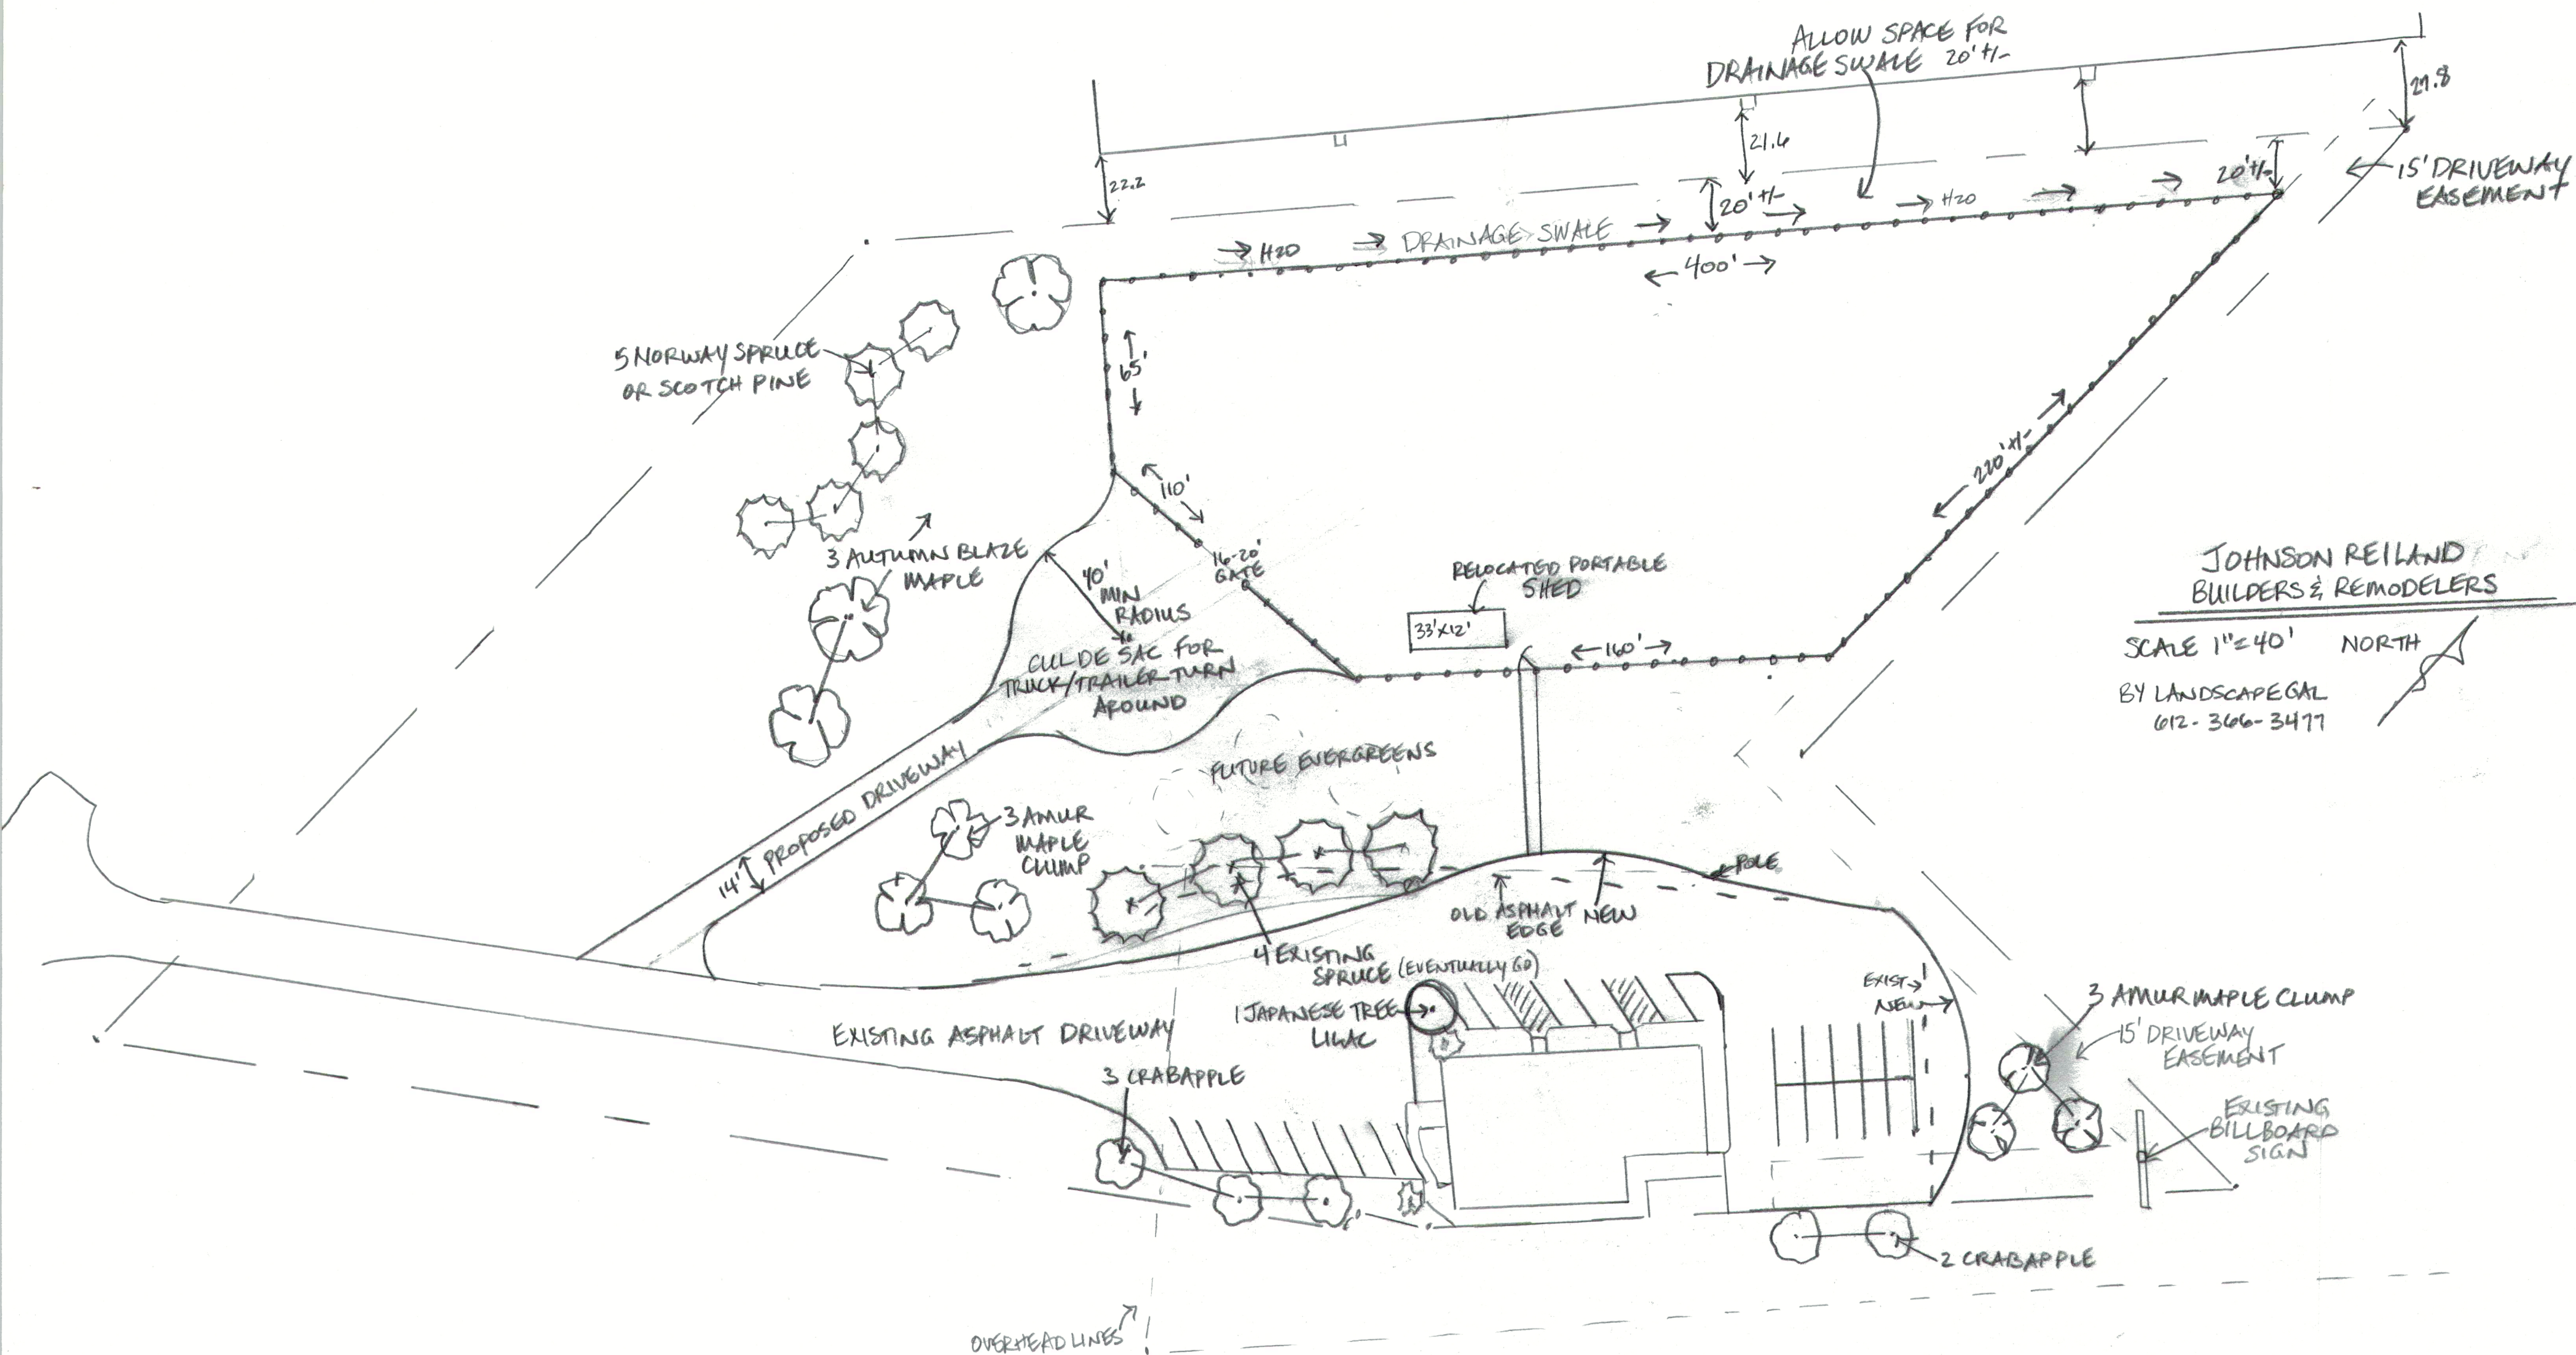 ALLOW SPACE FOR
DRAINAGE SWALE 20'+/-
22.2
21.6
27.8
20'+/-
20'+/-
15' DRIVEWAY
EASEMENT
H20
DRAINAGE SWALE
H20
400'
65'
110'
220'+/-
5 NORWAY SPRUCE
OR SCOTCH PINE
3 AUTUMN BLAZE
MAPLE
16-20'
GATE
40'
MIN
RADIUS
CUL DE SAC FOR
TRUCK/TRAILER TURN
AROUND
RELOCATED PORTABLE
SHED
33'X12'
160'
JOHNSON REILAND
BUILDERS & REMODELERS
SCALE 1"=40'
NORTH
BY LANDSCAPE GAL
612-366-3477
14' PROPOSED DRIVEWAY
FUTURE EVERGREENS
3 AMUR
MAPLE
CLUMP
POLE
OLD ASPHALT
EDGE
NEW
4 EXISTING
SPRUCE (EVENTUALLY GO)
1 JAPANESE TREE
LILAC
EXIST
NEW
EXISTING ASPHALT DRIVEWAY
3 CRABAPPLE
3 AMUR MAPLE CLUMP
15' DRIVEWAY
EASEMENT
EXISTING
BILLBOARD
SIGN
2 CRABAPPLE
OVERHEAD LINES